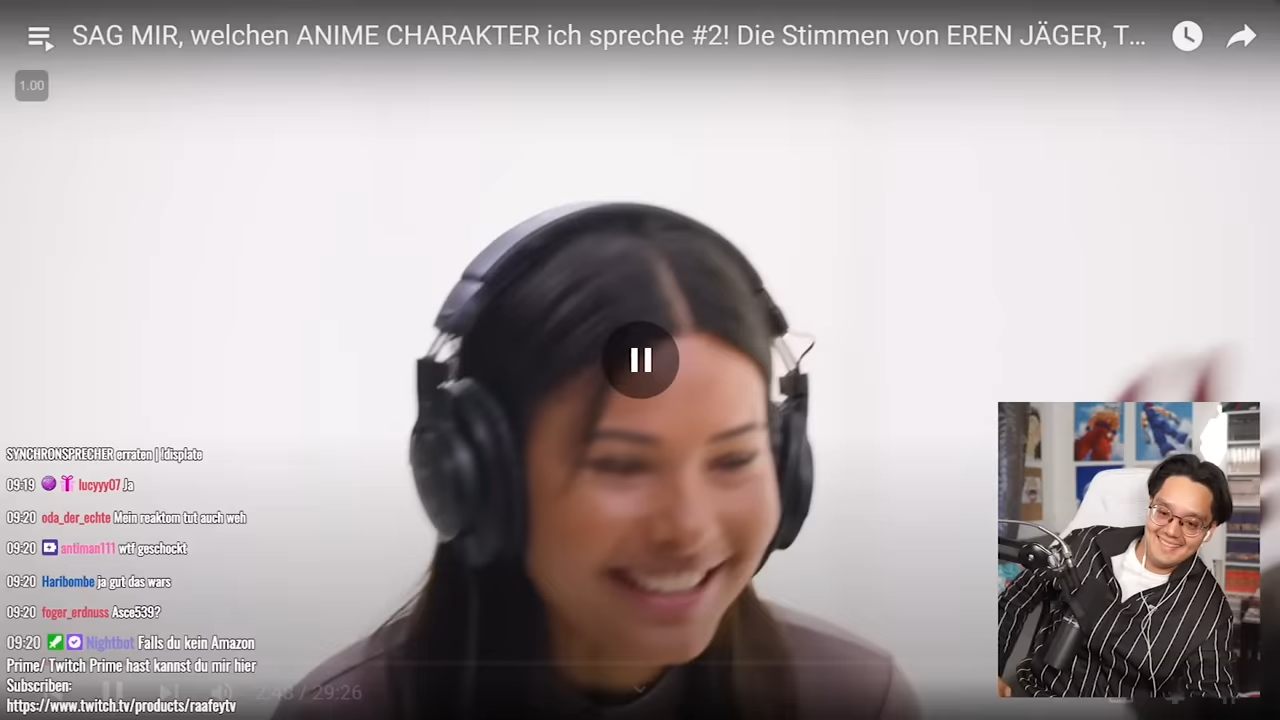 SAG MIR, welchen ANIME CHARAKTER ich spreche #2! Die Stimmen von EREN JÄGER, T...
1.00
SYNCHRONSPRECHER erraten | idisplate
09:19 lucyyy07 Ja
09:20 oda_der_echte Mein reaktom tut auch weh
09:20 antiman111 wtf geschockt
09:20 Haribombe ja gut das wars
09:20 foger_erdnuss Asce539?
09:20 Nightbot Falls du kein Amazon
Prime/ Twitch Prime hast kannst du mir hier
Subscriben:
2:48 / 29:26
https://www.twitch.tv/products/raafeytv